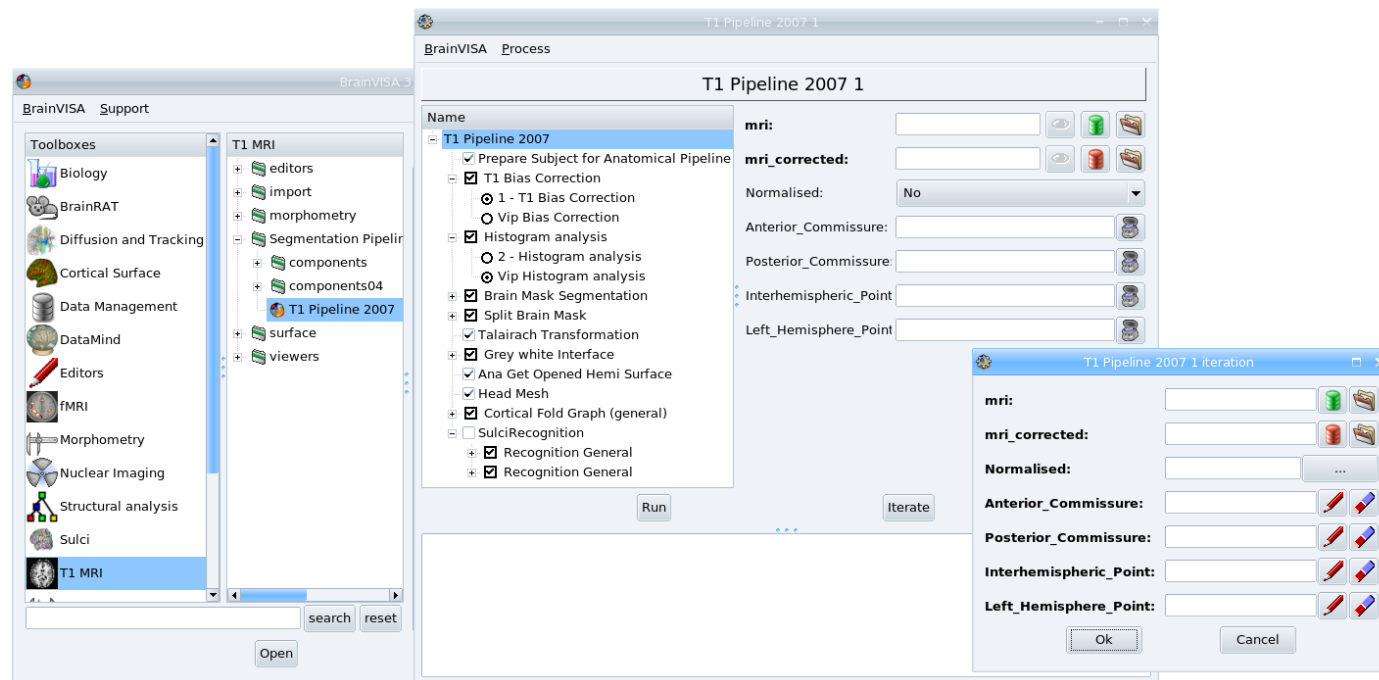 T1 Pipeline 2007 1
BrainVISA Process
T1 Pipeline 2007 1
BrainVISA 3
BrainVISA Support
Toolboxes
Biology
BrainRAT
Diffusion and Tracking
Cortical Surface
Data Management
DataMind
Editors
fMRI
Morphometry
Nuclear Imaging
Structural analysis
Sulci
T1 MRI
T1 MRI
editors
import
morphometry
Segmentation Pipelin
components
components04
T1 Pipeline 2007
surface
viewers
search reset
Open
Name
T1 Pipeline 2007
Prepare Subject for Anatomical Pipeline
T1 Bias Correction
1 - T1 Bias Correction
Vip Bias Correction
Histogram analysis
2 - Histogram analysis
Vip Histogram analysis
Brain Mask Segmentation
Split Brain Mask
Talairach Transformation
Grey white Interface
Ana Get Opened Hemi Surface
Head Mesh
Cortical Fold Graph (general)
SulciRecognition
Recognition General
Recognition General
mri:
mri_corrected:
Normalised: No
Anterior_Commissure:
Posterior_Commissure:
Interhemispheric_Point
Left_Hemisphere_Point
Run Iterate
T1 Pipeline 2007 1 iteration
mri:
mri_corrected:
Normalised: ...
Anterior_Commissure:
Posterior_Commissure:
Interhemispheric_Point:
Left_Hemisphere_Point:
Ok Cancel